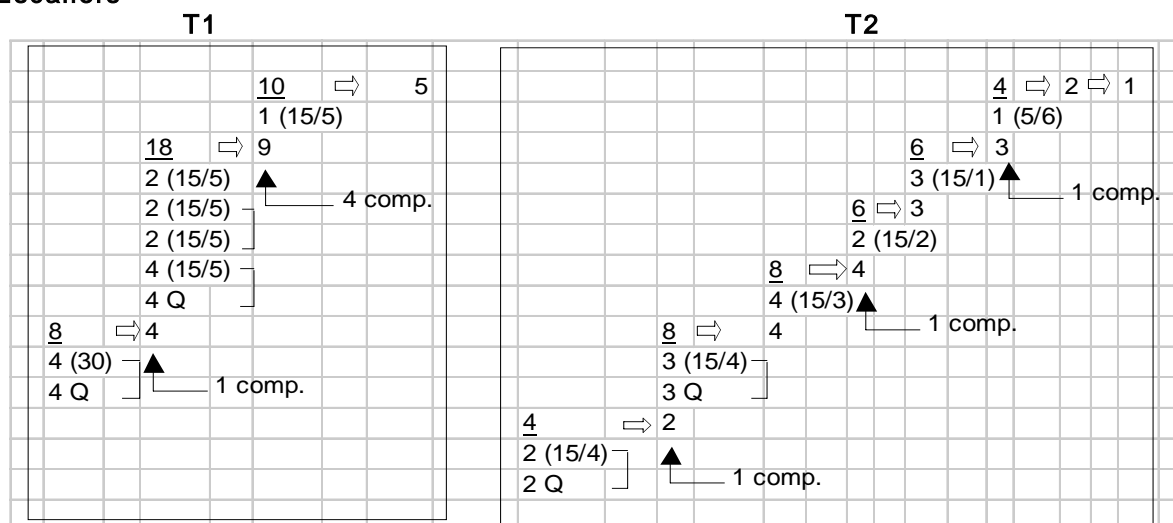 T1
10 ⇨ 5
1 (15/5)
18 ⇨ 9
2 (15/5)
4 comp.
2 (15/5)
2 (15/5)
4 (15/5)
4 Q
8 ⇨ 4
4 (30)
1 comp.
4 Q
T2
4 ⇨ 2 ⇨ 1
1 (5/6)
6 ⇨ 3
3 (15/1)
1 comp.
6 ⇨ 3
2 (15/2)
8 ⇨ 4
4 (15/3)
1 comp.
8 ⇨ 4
3 (15/4)
3 Q
4 ⇨ 2
2 (15/4)
1 comp.
2 Q